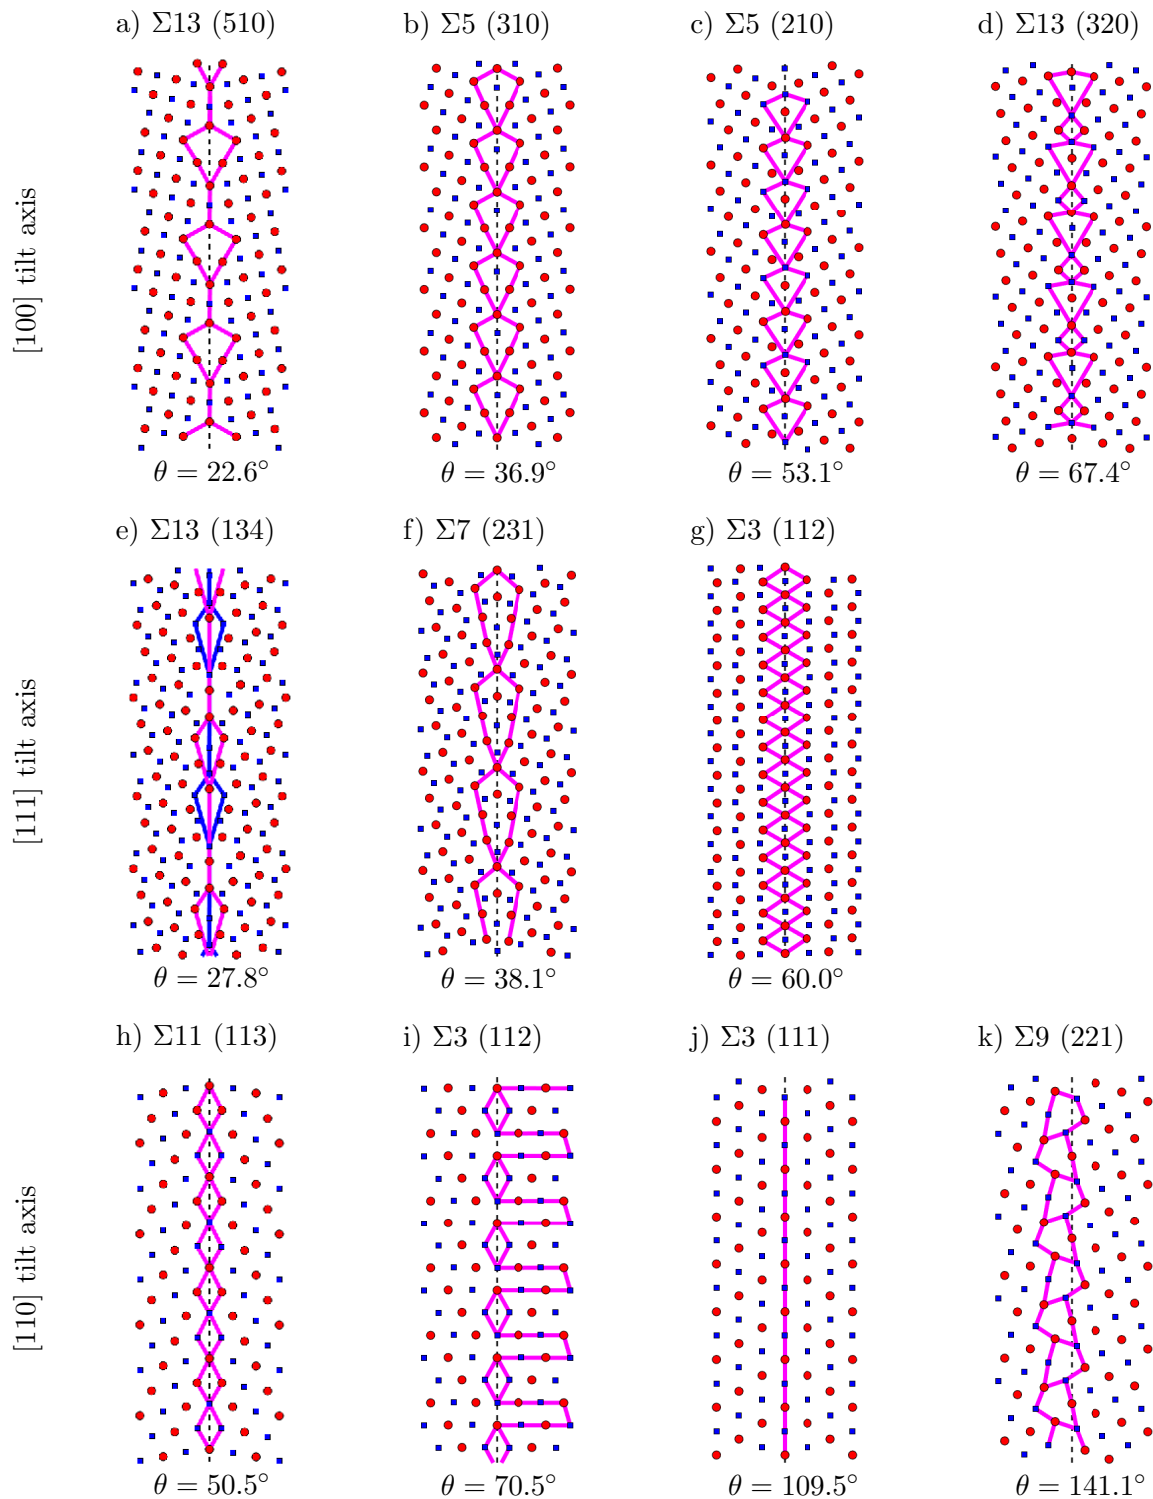 a) Σ13 (510)
b) Σ5 (310)
c) Σ5 (210)
d) Σ13 (320)
[100] tilt axis
θ = 22.6°
θ = 36.9°
θ = 53.1°
θ = 67.4°
e) Σ13 (134)
f) Σ7 (231)
g) Σ3 (112)
[111] tilt axis
θ = 27.8°
θ = 38.1°
θ = 60.0°
h) Σ11 (113)
i) Σ3 (112)
j) Σ3 (111)
k) Σ9 (221)
[110] tilt axis
θ = 50.5°
θ = 70.5°
θ = 109.5°
θ = 141.1°